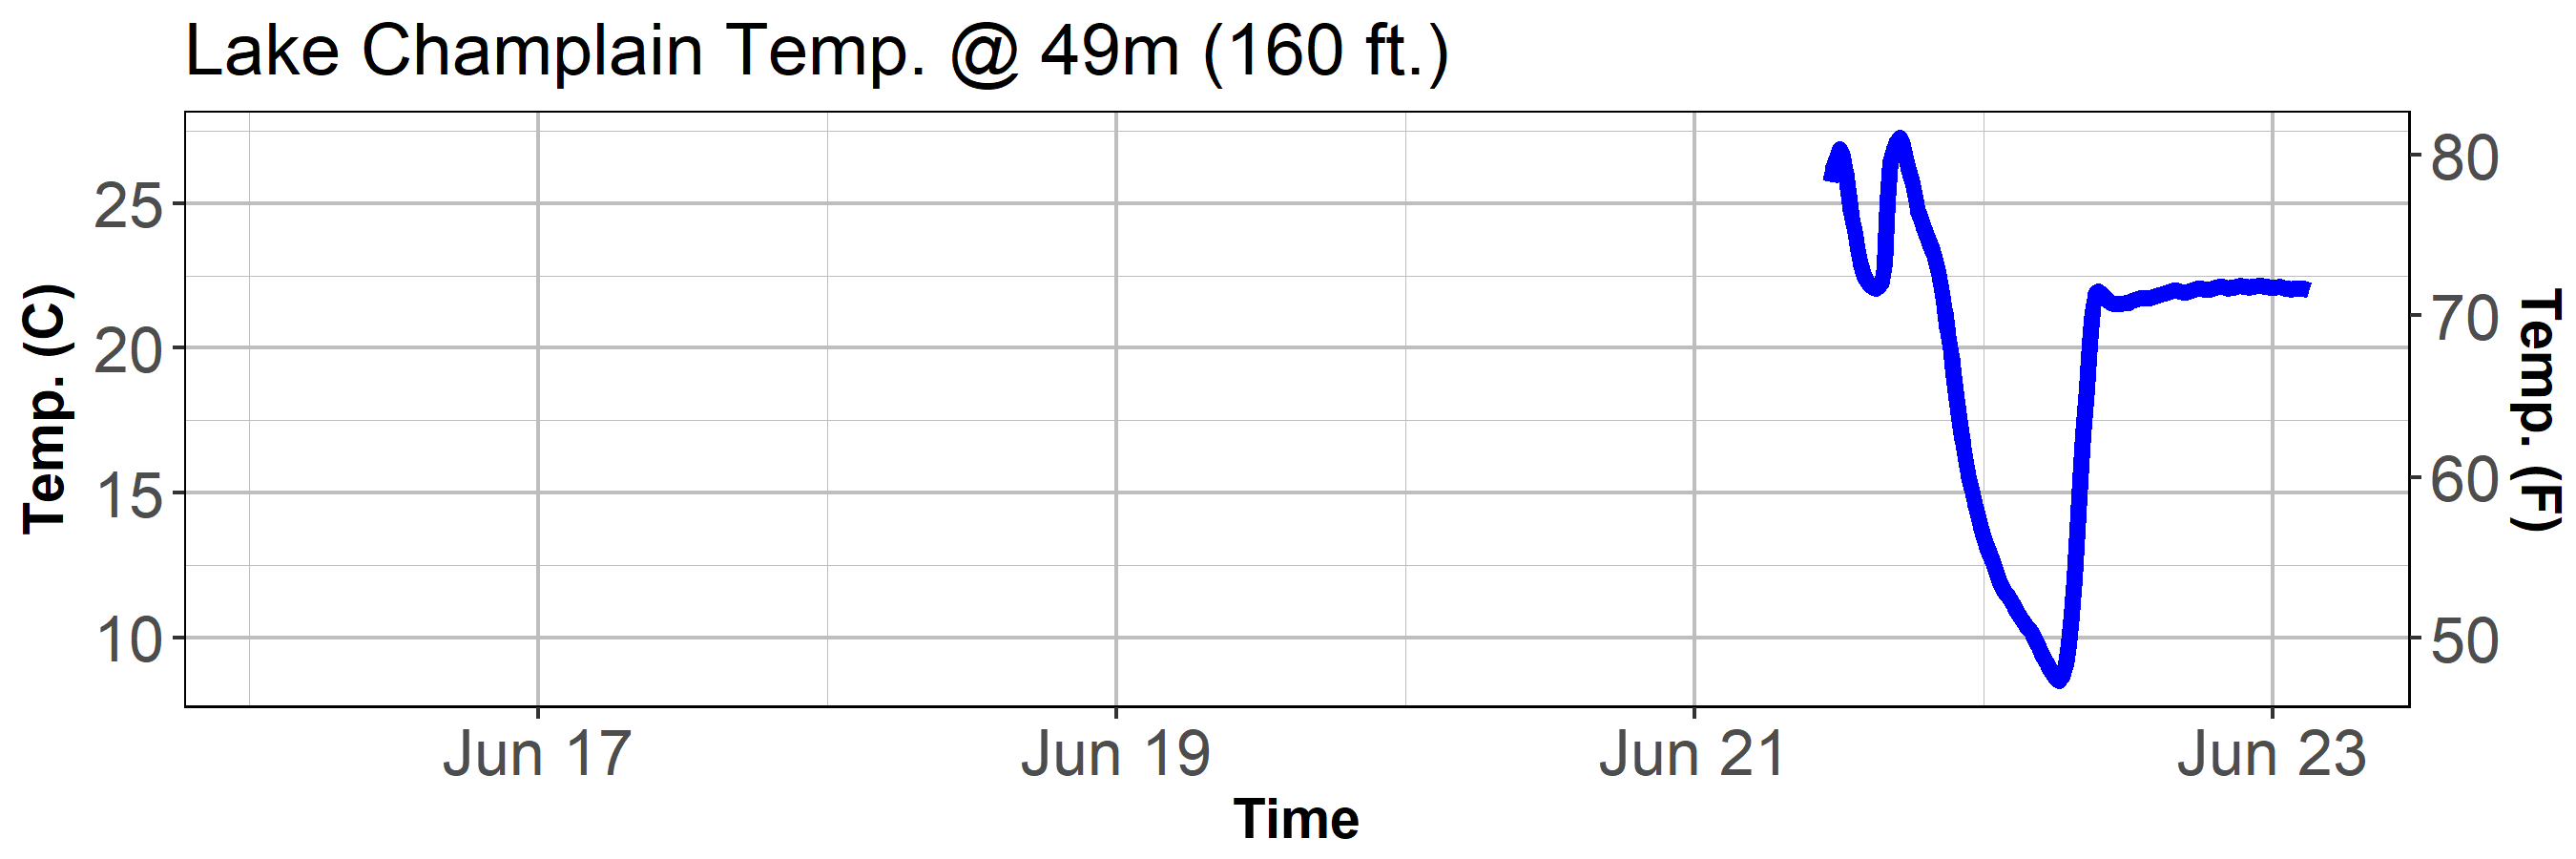 Lake Champlain Temp. @ 49m (160 ft.)
Temp. (C)
25
20
15
10
80
70
60
50
Temp. (F)
Jun 17 Jun 19 Jun 21 Jun 23
Time